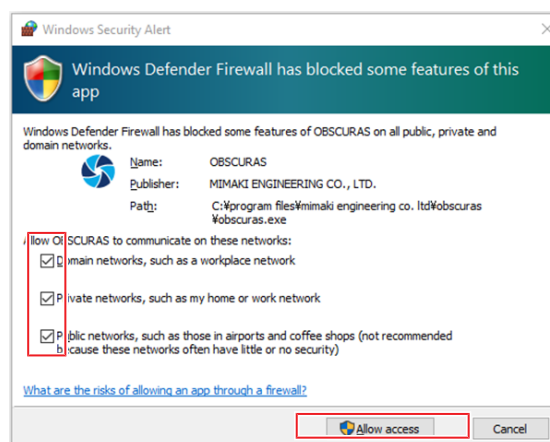 Windows Security Alert
Windows Defender Firewall has blocked some features of this
app
Windows Defender Firewall has blocked some features of OBSCURAS on all public, private and
domain networks.
Name: OBSCURAS
Publisher: MIMAKI ENGINEERING CO., LTD.
Path: C:¥program files¥mimaki engineering co. ltd¥obscuras
¥obscuras.exe
Allow OBSCURAS to communicate on these networks:
Domain networks, such as a workplace network
Private networks, such as my home or work network
Public networks, such as those in airports and coffee shops (not recommended
because these networks often have little or no security)
What are the risks of allowing an app through a firewall?
Allow access
Cancel